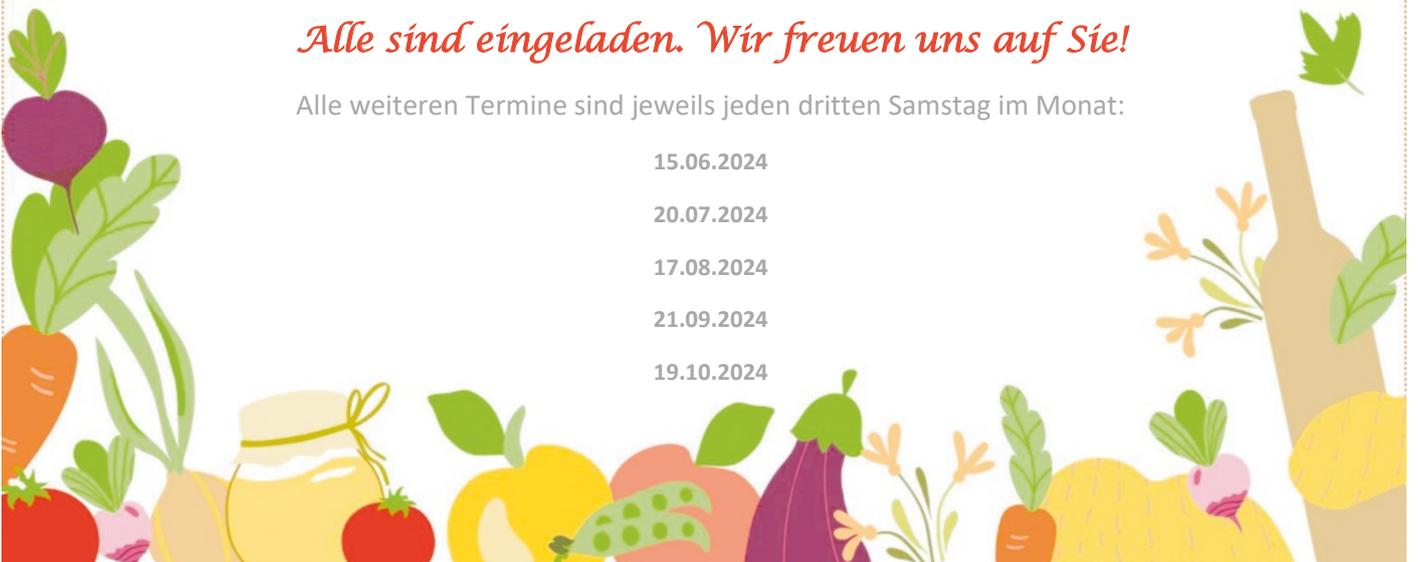 Alle sind eingeladen. Wir freuen uns auf Sie!
Alle weiteren Termine sind jeweils jeden dritten Samstag im Monat:
15.06.2024
20.07.2024
17.08.2024
21.09.2024
19.10.2024